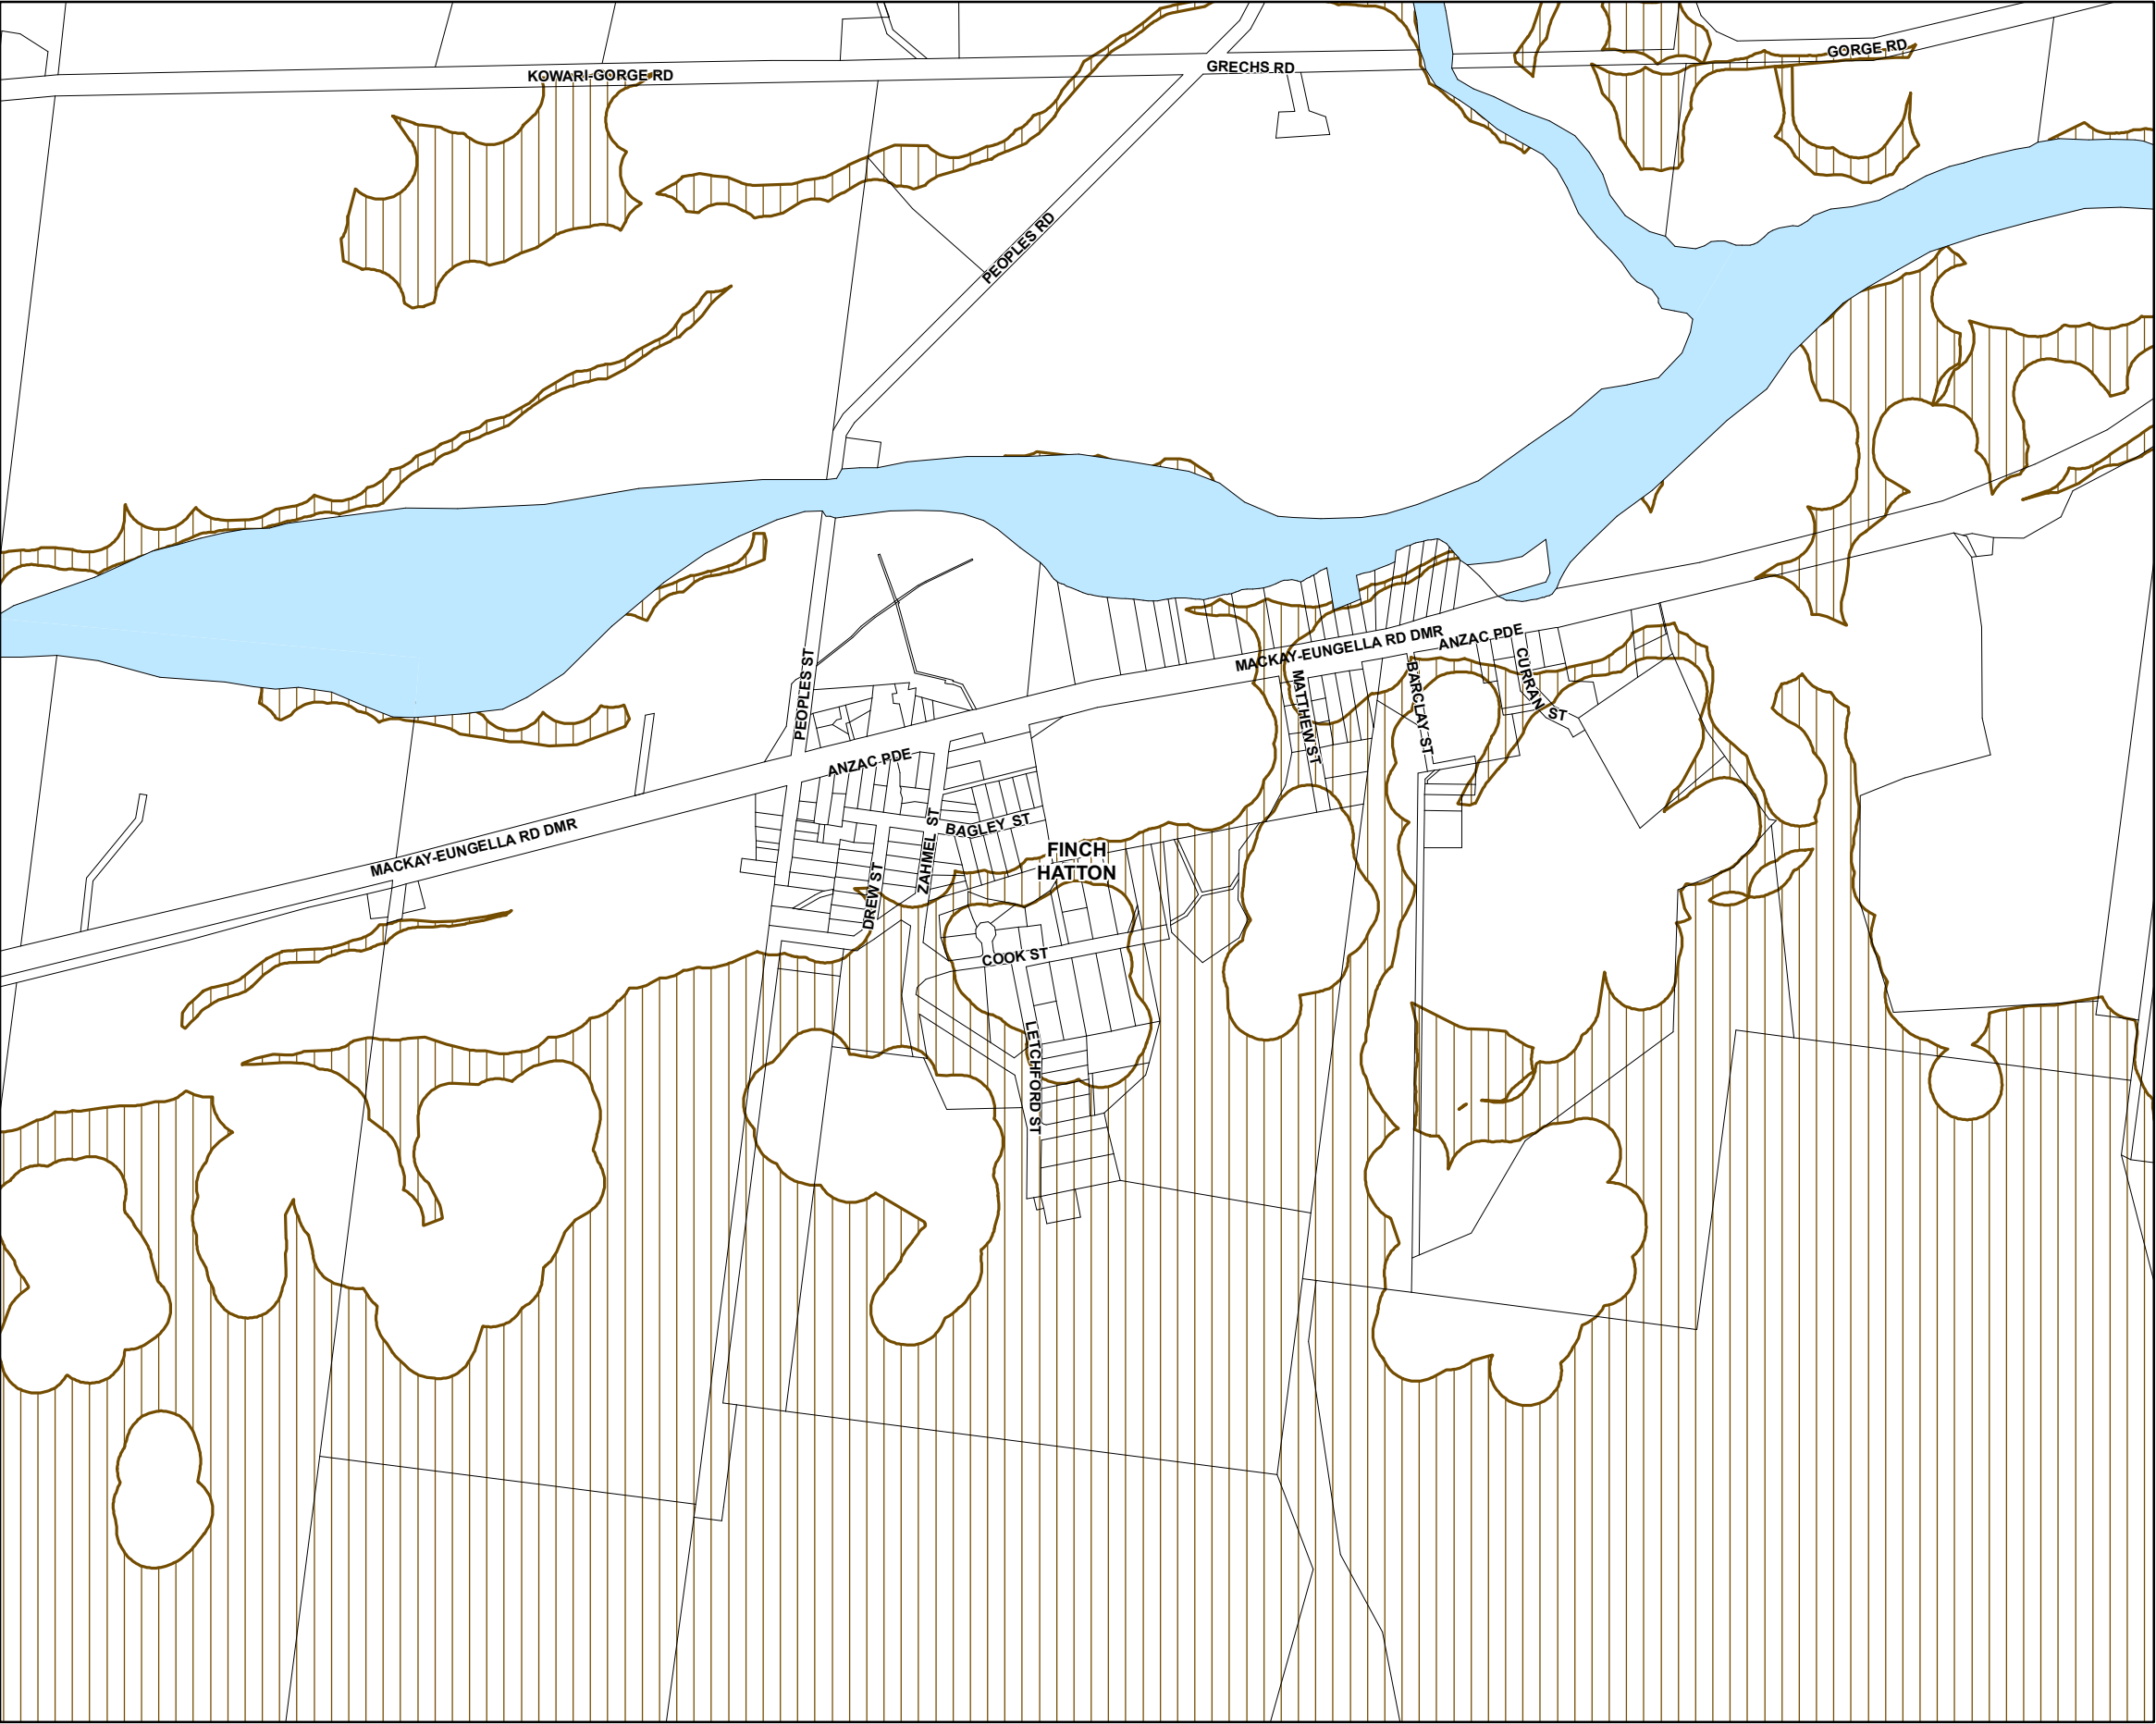 GORGE RD
KOWARI-GORGE RD
GRECHS RD
PEOPLES RD
MACKAY-EUNGELLA RD DMR
ANZAC PDE
PEOPLES ST
MATTHEW ST
BARCLAY ST
CURRAN ST
ANZAC PDE
MACKAY-EUNGELLA RD DMR
BAGLEY ST
ZAHMEL ST
DREW ST
FINCH
HATTON
COOK ST
LETCHFORD ST